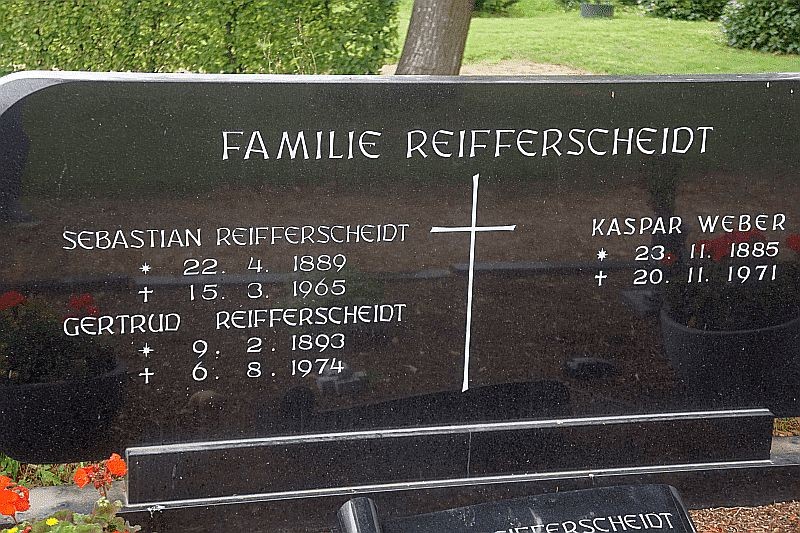 FAMILIE REIFFERSCHEIDT
SEBASTIAN REIFFERSCHEIDT
* 22. 4. 1889
† 15. 3. 1965
GERTRUD REIFFERSCHEIDT
* 9. 2. 1893
† 6. 8. 1974
KASPAR WEBER
* 23. 11. 1885
† 20. 11. 1971
REIFFERSCHEIDT